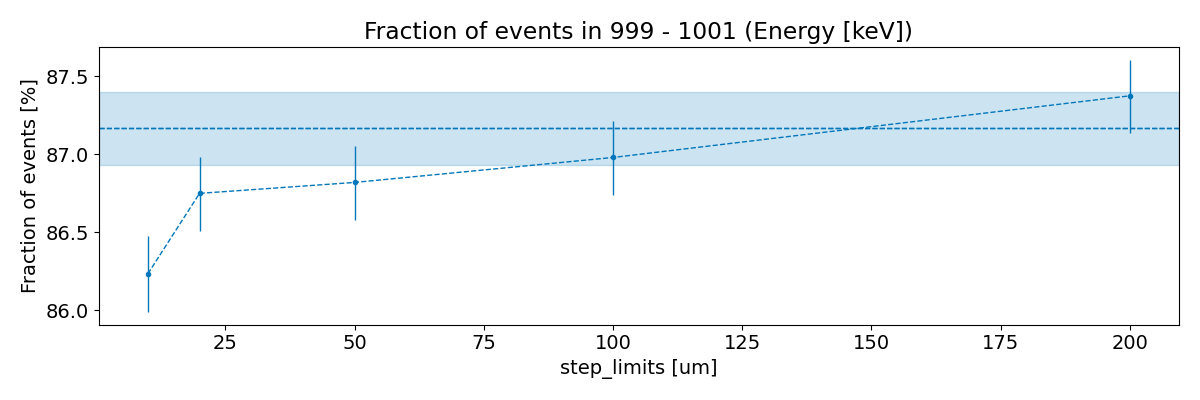 Fraction of events in 999 - 1001 (Energy [keV])
Fraction of events [%]
87.5
87.0
86.5
86.0
25 50 75 100 125 150 175 200
step_limits [um]